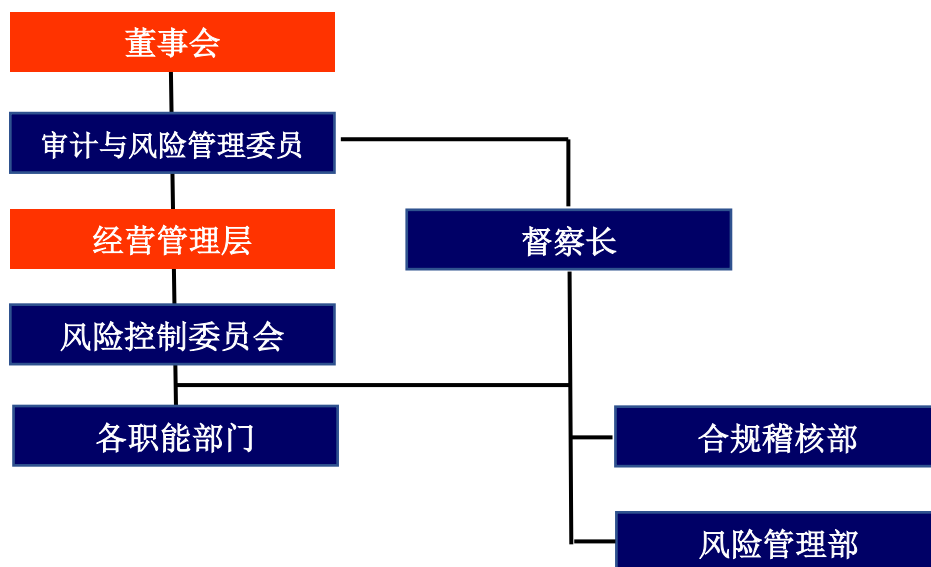 董事会
审计与风险管理委员
经营管理层
督察长
风险控制委员会
各职能部门
合规稽核部
风险管理部